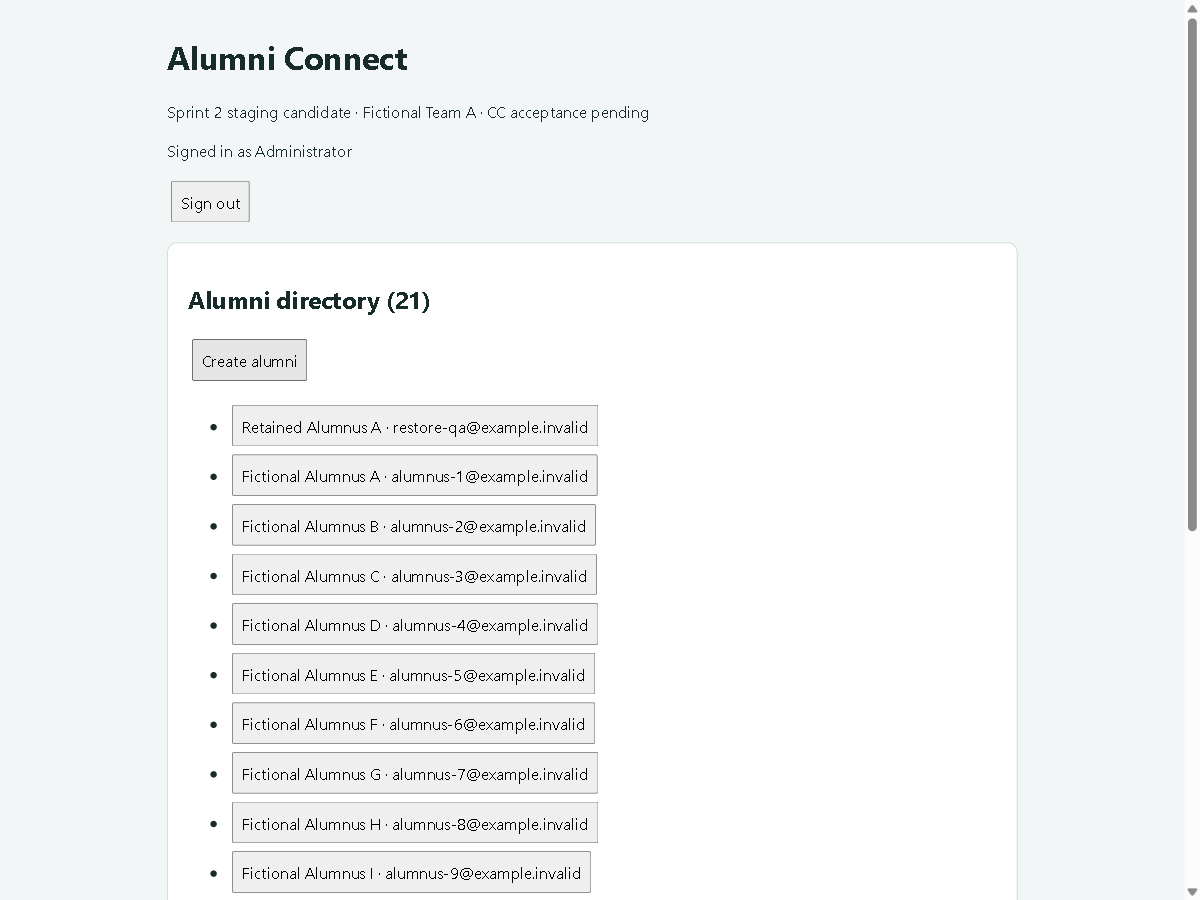 Alumni Connect
Sprint 2 staging candidate · Fictional Team A · CC acceptance pending
Signed in as Administrator
Sign out
Alumni directory (21)
Create alumni
Retained Alumnus A · restore-qa@example.invalid
Fictional Alumnus A · alumnus-1@example.invalid
Fictional Alumnus B · alumnus-2@example.invalid
Fictional Alumnus C · alumnus-3@example.invalid
Fictional Alumnus D · alumnus-4@example.invalid
Fictional Alumnus E · alumnus-5@example.invalid
Fictional Alumnus F · alumnus-6@example.invalid
Fictional Alumnus G · alumnus-7@example.invalid
Fictional Alumnus H · alumnus-8@example.invalid
Fictional Alumnus I · alumnus-9@example.invalid